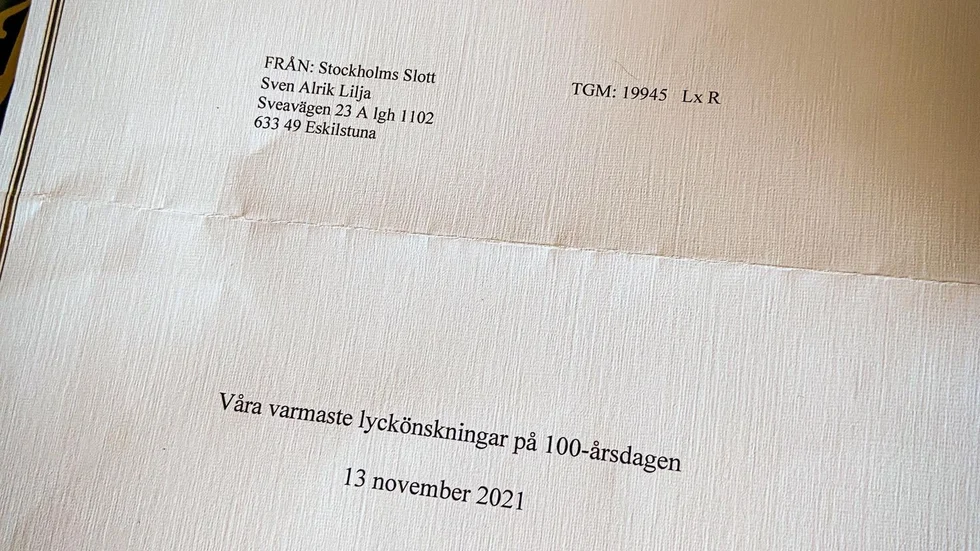 FRÅN: Stockholms Slott
TGM: 19945 Lx R
Sven Alrik Lilja
Sveavägen 23 A lgh 1102
633 49 Eskilstuna
Våra varmaste lyckönskningar på 100-årsdagen
13 november 2021